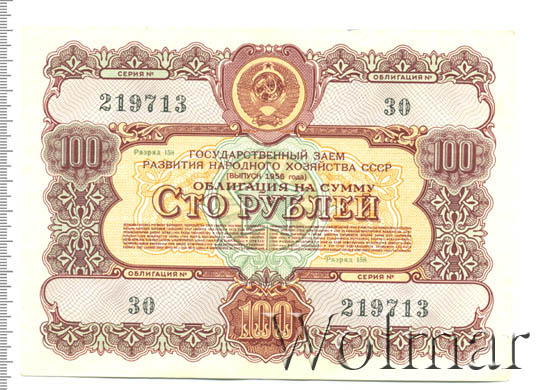 СЕРИЯ № ОБЛИГАЦИЯ №
219713 30
Разряд 158
ГОСУДАРСТВЕННЫЙ ЗАЕМ
РАЗВИТИЯ НАРОДНОГО ХОЗЯЙСТВА СССР
(ВЫПУСК 1956 года)
100 100
ОБЛИГАЦИЯ НА СУММУ
СТО РУБЛЕЙ
Разряд 158
ОБЛИГАЦИЯ № СЕРИЯ №
30 219713
100
Wolmar